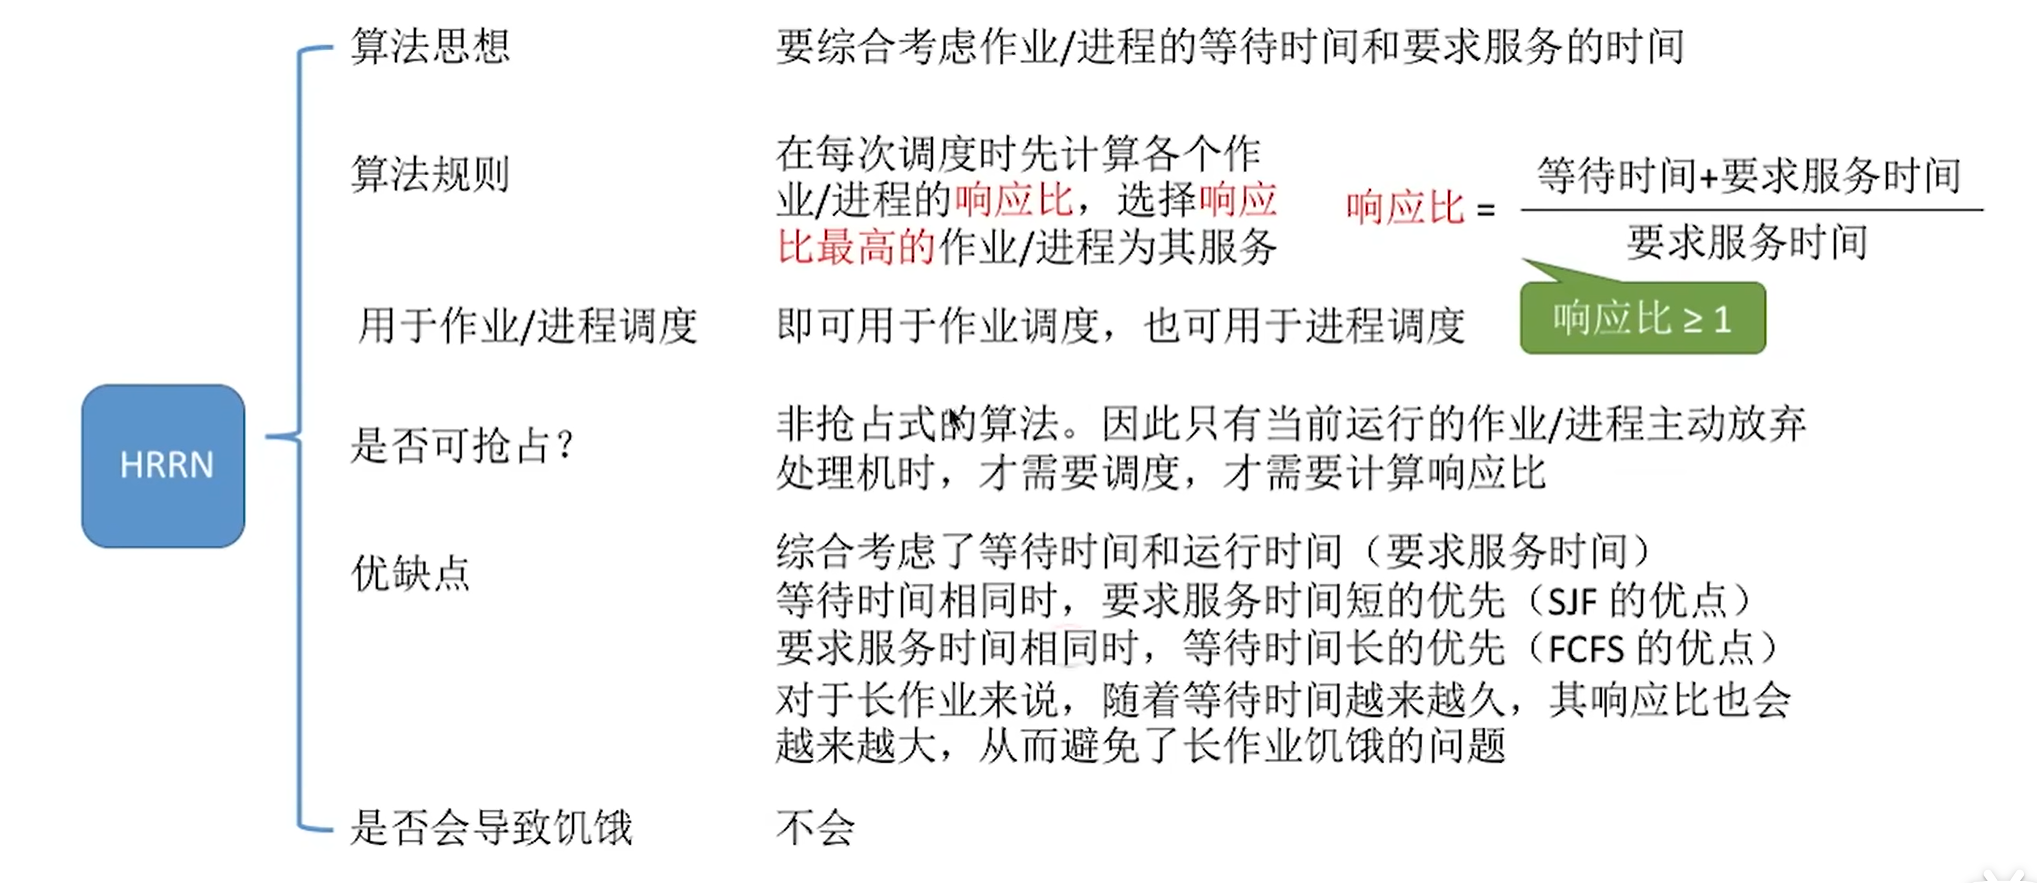 算法思想 要综合考虑作业/进程的等待时间和要求服务的时间
算法规则
在每次调度时先计算各个作
业/进程的响应比，选择响应
比最高的作业/进程为其服务
响应比 =
等待时间+要求服务时间
要求服务时间
响应比 ≥ 1
用于作业/进程调度 即可用于作业调度，也可用于进程调度
HRRN
是否可抢占？
非抢占式的算法。因此只有当前运行的作业/进程主动放弃
处理机时，才需要调度，才需要计算响应比
优缺点
综合考虑了等待时间和运行时间（要求服务时间）
等待时间相同时，要求服务时间短的优先（SJF 的优点）
要求服务时间相同时，等待时间长的优先（FCFS 的优点）
对于长作业来说，随着等待时间越来越久，其响应比也会
越来越大，从而避免了长作业饥饿的问题
是否会导致饥饿 不会